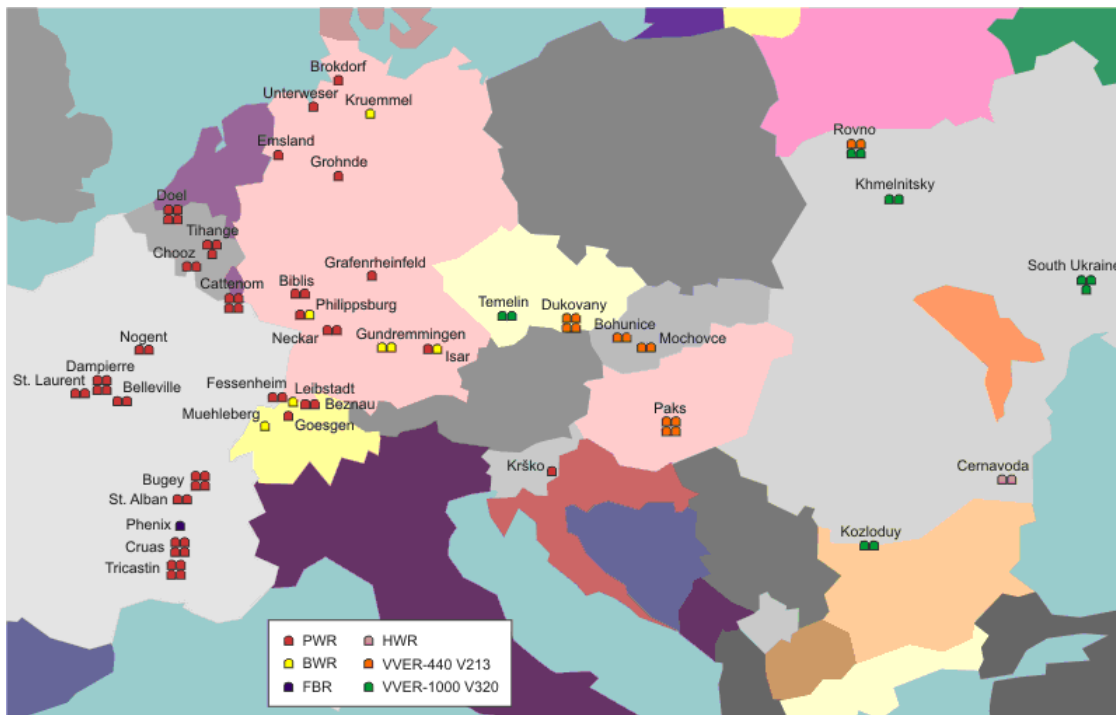 Brokdorf
Unterweser
Kruemmel
Emsland
Grohnde
Rovno
Khmelnitsky
Doel
Tihange
Chooz
Cattenom
Biblis
Grafenrheinfeld
Philippsburg
Neckar
Gundremmingen
Isar
Temelin
Dukovany
Bohunice
Mochovce
South Ukraine
Nogent
Dampierre
St. Laurent
Belleville
Fessenheim
Leibstadt
Beznau
Muehleberg
Goesgen
Paks
Krško
Cernavoda
Bugey
St. Alban
Phenix
Cruas
Tricastin
Kozloduy
PWR
BWR
FBR
HWR
VVER-440 V213
VVER-1000 V320